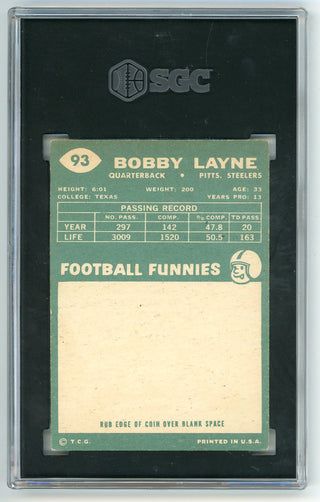 SGC
93 BOBBY LAYNE
QUARTERBACK • PITTS. STEELERS
HEIGHT: 6:01 WEIGHT: 200 AGE: 33
COLLEGE: TEXAS YEARS PRO: 13
PASSING RECORD
NO. PASS. COMP. % COMP. TD PASS.
YEAR 297 142 47.8 20
LIFE 3009 1520 50.5 163
FOOTBALL FUNNIES
RUB EDGE OF COIN OVER BLANK SPACE
© T.C.G. PRINTED IN U.S.A.